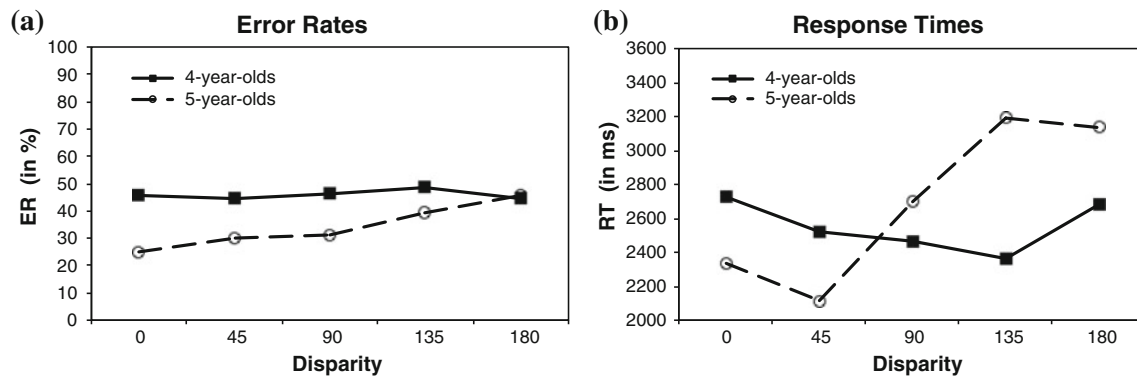 (a)
Error Rates
100
90
80
70
60
50
40
30
20
10
0
ER (in %)
4-year-olds
5-year-olds
0 45 90 135 180
Disparity
(b)
Response Times
3600
3400
3200
3000
2800
2600
2400
2200
2000
RT (in ms)
4-year-olds
5-year-olds
0 45 90 135 180
Disparity